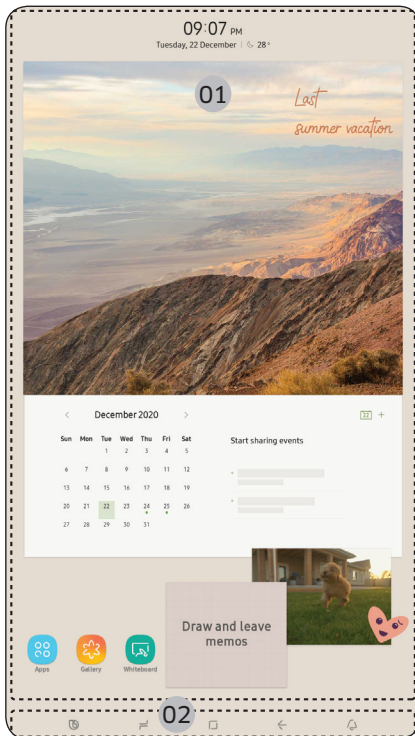 09:07 PM
Tuesday, 22 December | 28°
01
Last
summer vacation
December 2020
22 +
Sun Mon Tue Wed Thu Fri Sat
Start sharing events
1 2 3 4 5
6 7 8 9 10 11 12
13 14 15 16 17 18 19
20 21 22 23 24 25 26
27 28 29 30 31
Draw and leave
memos
Apps Gallery Whiteboard
02